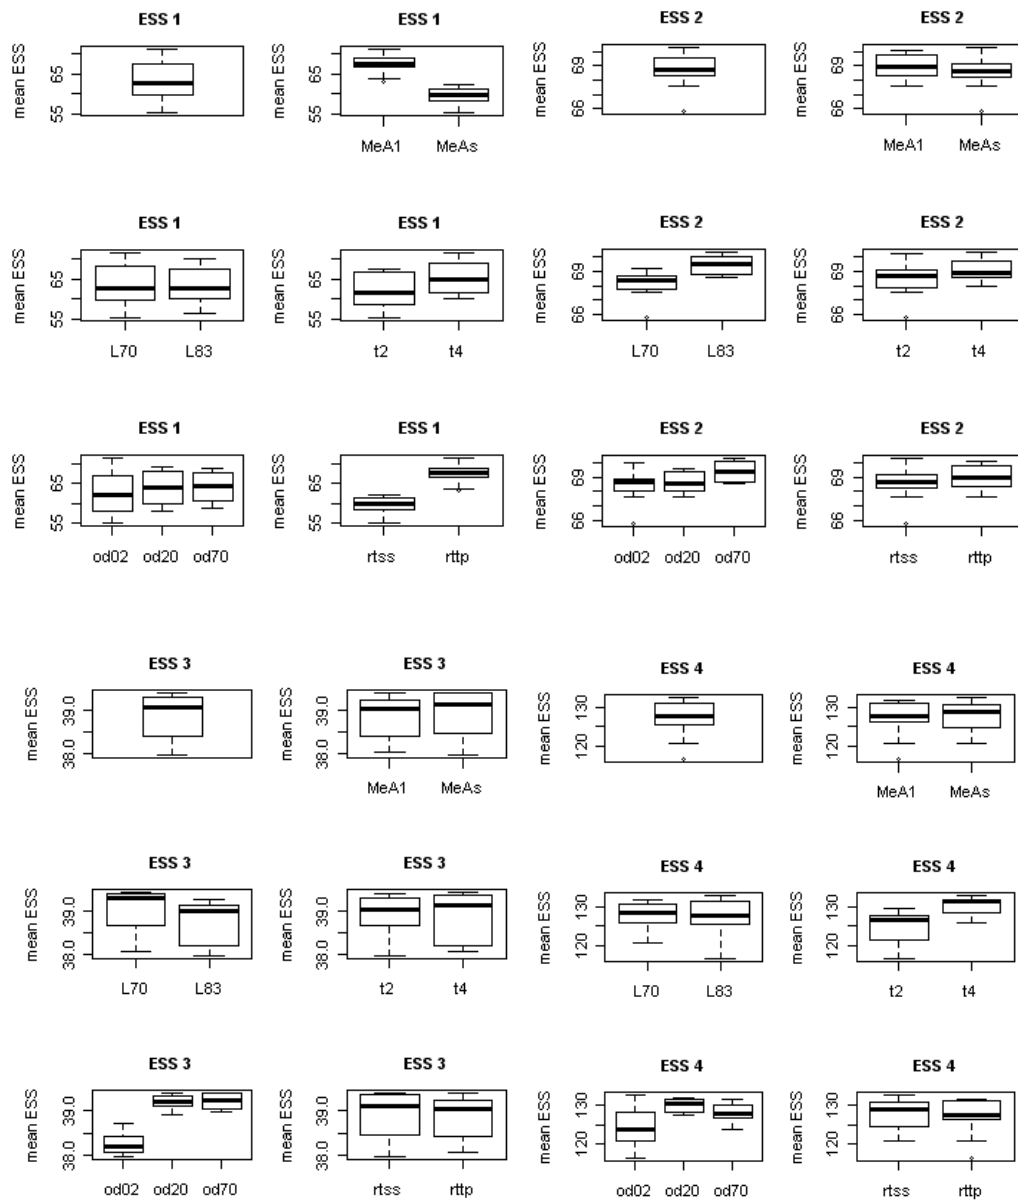 ESS 1
mean ESS
65
55
ESS 1
mean ESS
65
55
MeA1 MeAs
ESS 2
mean ESS
69
66
ESS 2
mean ESS
69
66
MeA1 MeAs
ESS 1
mean ESS
65
55
L70 L83
ESS 1
mean ESS
65
55
t2 t4
ESS 2
mean ESS
69
66
L70 L83
ESS 2
mean ESS
69
66
t2 t4
ESS 1
mean ESS
65
55
od02 od20 od70
ESS 1
mean ESS
65
55
rtss rttp
ESS 2
mean ESS
69
66
od02 od20 od70
ESS 2
mean ESS
69
66
rtss rttp
ESS 3
mean ESS
39.0
38.0
ESS 3
mean ESS
39.0
38.0
MeA1 MeAs
ESS 4
mean ESS
130
120
ESS 4
mean ESS
130
120
MeA1 MeAs
ESS 3
mean ESS
39.0
38.0
L70 L83
ESS 3
mean ESS
39.0
38.0
t2 t4
ESS 4
mean ESS
130
120
L70 L83
ESS 4
mean ESS
130
120
t2 t4
ESS 3
mean ESS
39.0
38.0
od02 od20 od70
ESS 3
mean ESS
39.0
38.0
rtss rttp
ESS 4
mean ESS
130
120
od02 od20 od70
ESS 4
mean ESS
130
120
rtss rttp